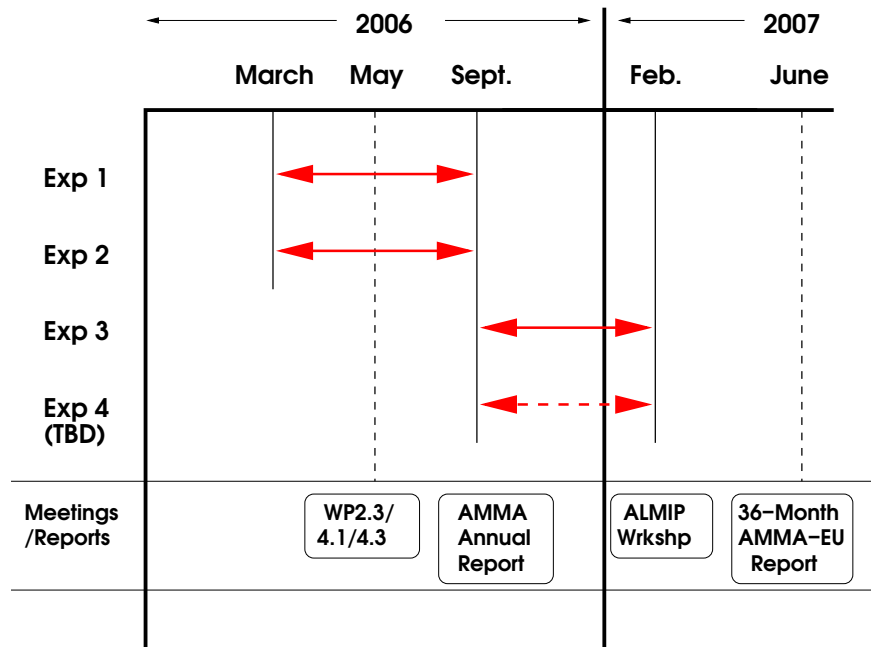 2006 2007
March May Sept. Feb. June
Exp 1
Exp 2
Exp 3
Exp 4
(TBD)
Meetings
/Reports
WP2.3/
4.1/4.3
AMMA
Annual
Report
ALMIP
Wrkshp
36−Month
AMMA−EU
Report